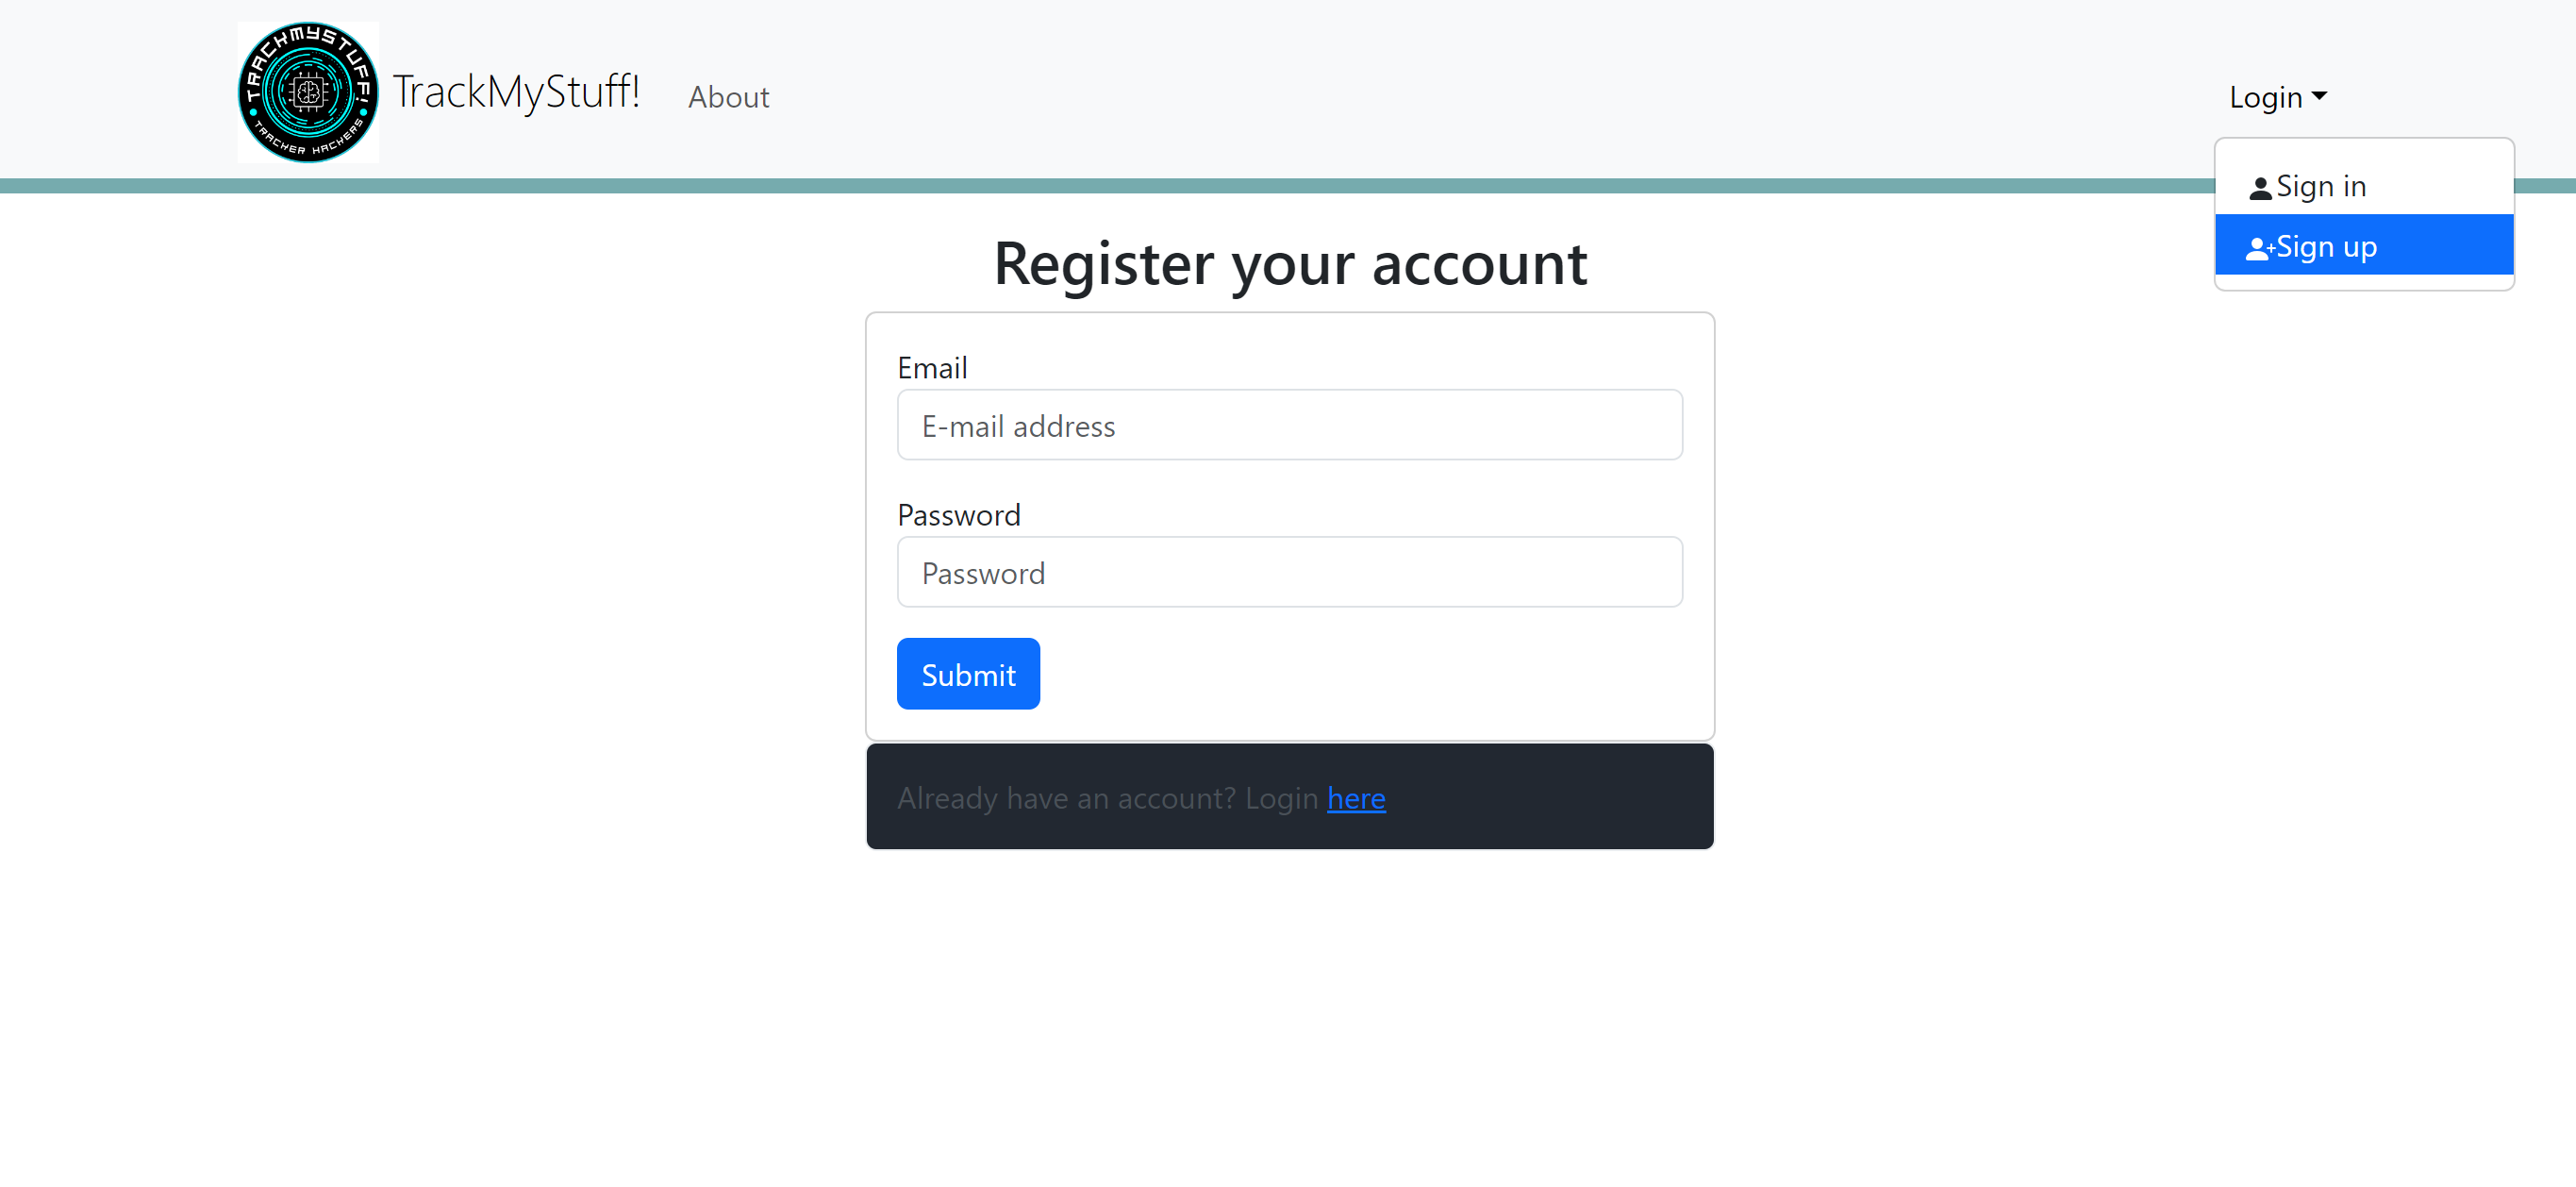 TRACKMYSTUFF!
TRACKER HACKERS
TrackMyStuff!
About
Login
Sign in
Sign up
Register your account
Email
E-mail address
Password
Password
Submit
Already have an account? Login here